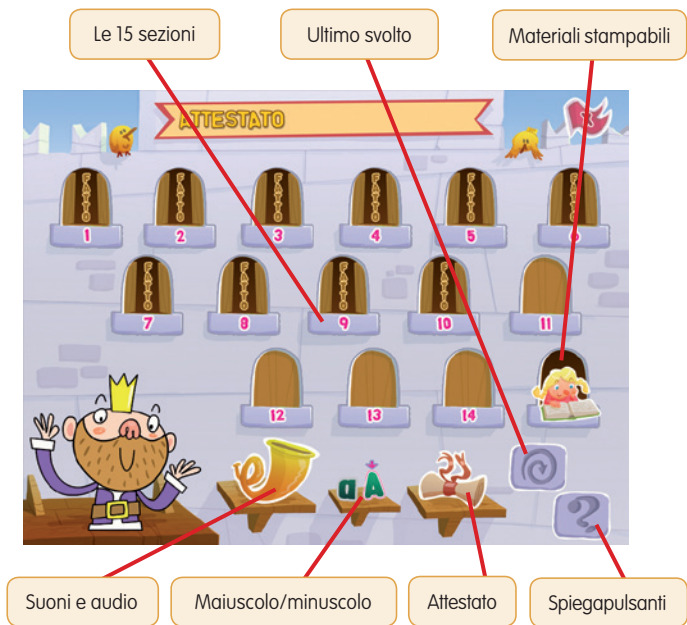 Le 15 sezioni
Ultimo svolto
Materiali stampabili
ATTESTATO
FATTO FATTO FATTO FATTO FATTO FATTO
1 2 3 4 5 6
FATTO FATTO FATTO FATTO
7 8 9 10 11
12 13 14
a A
?
Suoni e audio
Maiuscolo/minuscolo
Attestato
Spiegapulsanti